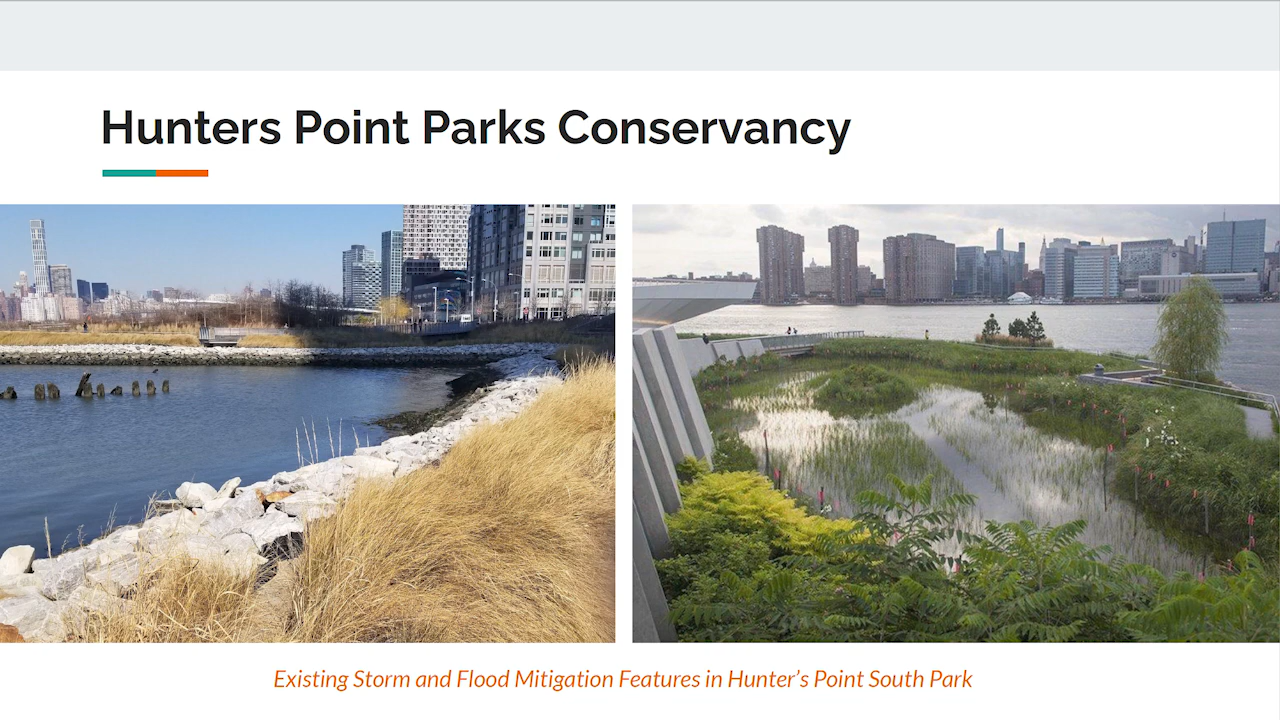 Hunters Point Parks Conservancy
Existing Storm and Flood Mitigation Features in Hunter’s Point South Park